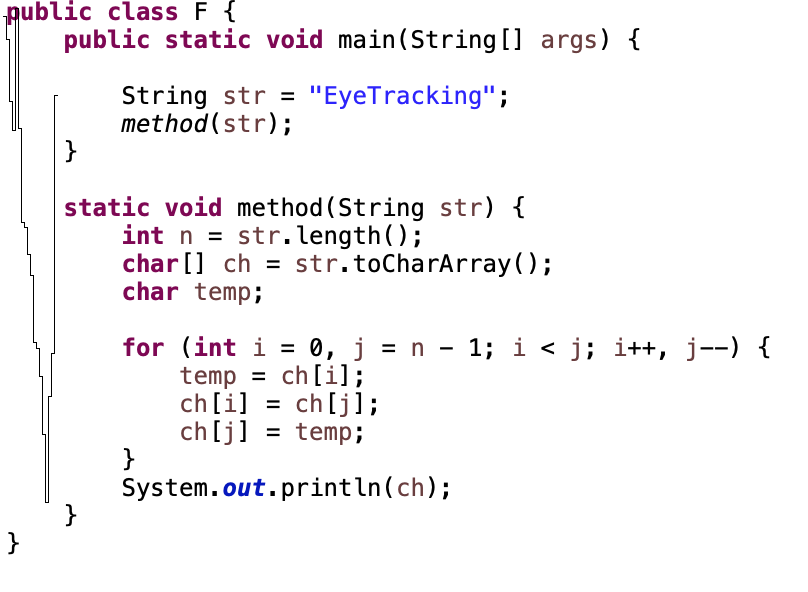 public class F {
public static void main(String[] args) {
String str = "EyeTracking";
method(str);
}
static void method(String str) {
int n = str.length();
char[] ch = str.toCharArray();
char temp;
for (int i = 0, j = n - 1; i < j; i++, j--) {
temp = ch[i];
ch[i] = ch[j];
ch[j] = temp;
}
System.out.println(ch);
}
}